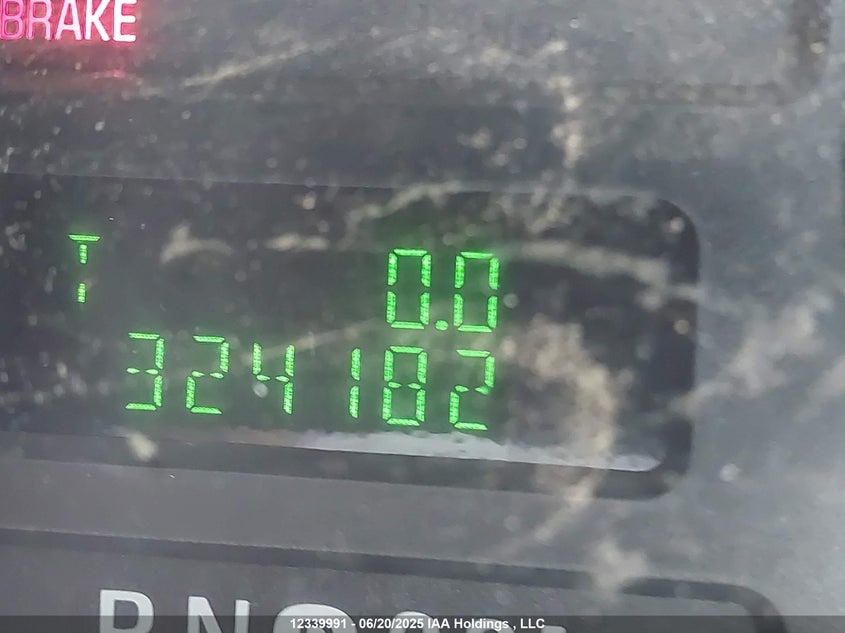 BRAKE
T 0.0
324182
12339991 - 06/20/2025 IAA Holdings , LLC